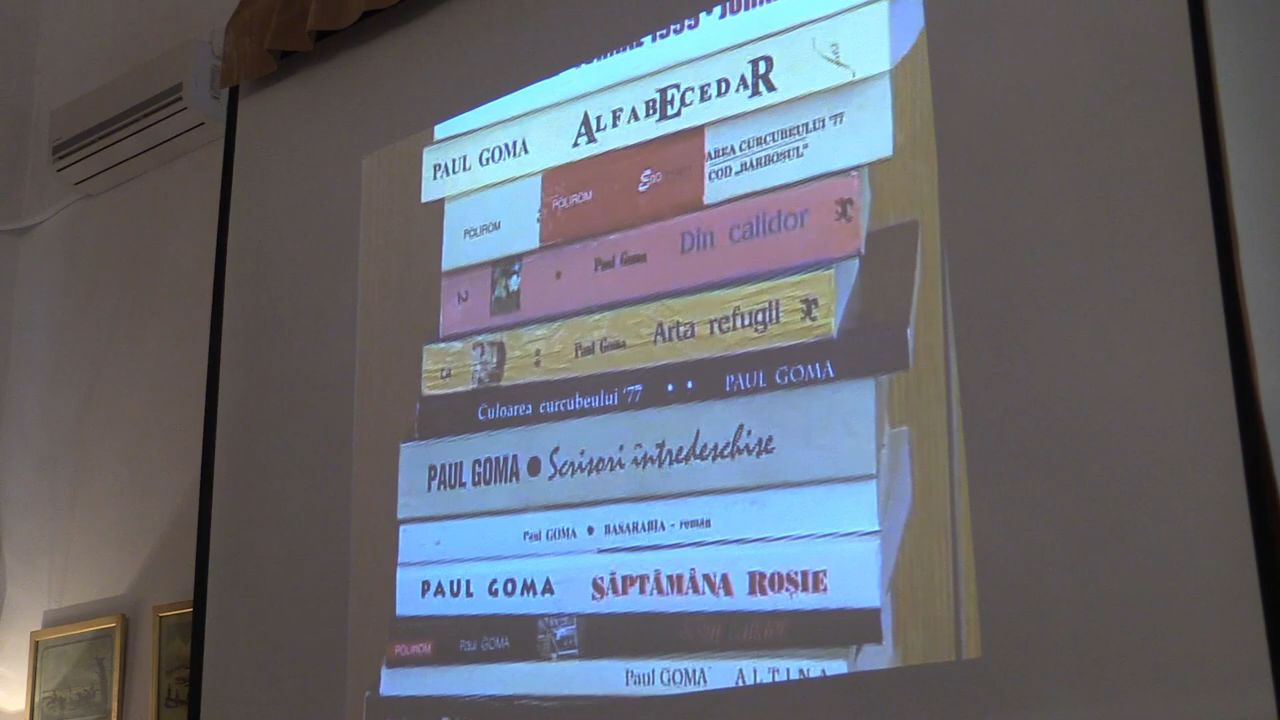 PAUL GOMA ALFABECEDAR
POLIROM POLIROM AREA CURCUBEULUI '77
COD „BĂRBOSUL"
2 Paul Goma Din calidor
Paul Goma Arta refugii
Culoarea curcubeului '77 • • PAUL GOMA
PAUL GOMA • Scrisori întredeschise
Paul GOMA • BASARABIA - roman
PAUL GOMA SĂPTĂMÂNA ROȘIE
POLIROM Paul GOMA
Paul GOMA ALTINA